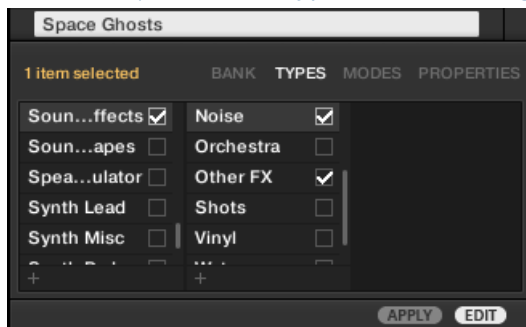 Space Ghosts
1 item selected BANK TYPES MODES PROPERTIES
Soun...ffects Noise
Soun...apes Orchestra
Spea...ulator Other FX
Synth Lead Shots
Synth Misc Vinyl
+ +
APPLY EDIT